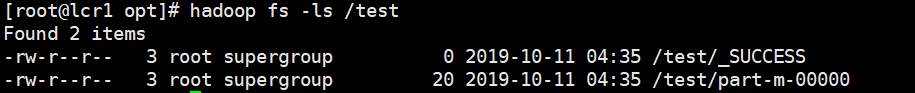 [root@lcr1 opt]# hadoop fs -ls /test
Found 2 items
-rw-r--r--   3 root supergroup          0 2019-10-11 04:35 /test/_SUCCESS
-rw-r--r--   3 root supergroup         20 2019-10-11 04:35 /test/part-m-00000